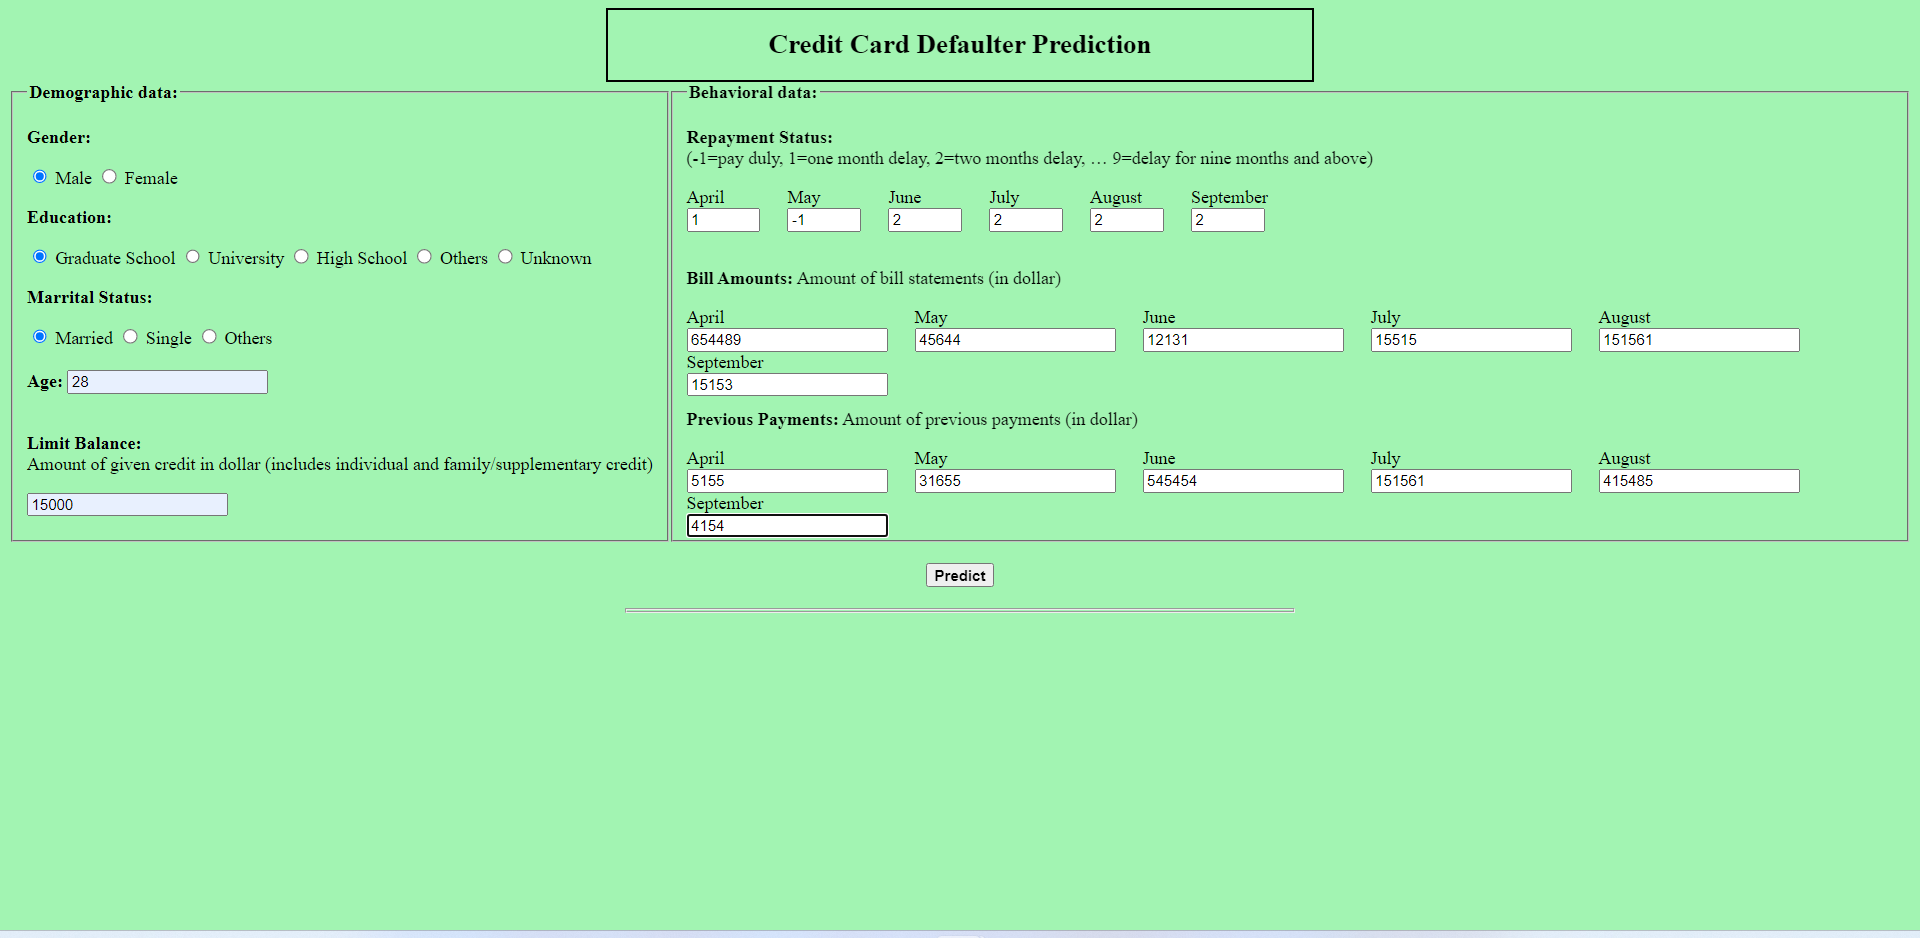 Credit Card Defaulter Prediction
Demographic data:
Gender:
Male Female
Education:
Graduate School University High School Others Unknown
Marrital Status:
Married Single Others
Age: 28
Limit Balance:
Amount of given credit in dollar (includes individual and family/supplementary credit)
15000
Behavioral data:
Repayment Status:
(-1=pay duly, 1=one month delay, 2=two months delay, … 9=delay for nine months and above)
April May June July August September
1 -1 2 2 2 2
Bill Amounts: Amount of bill statements (in dollar)
April May June July August
654489 45644 12131 15515 151561
September
15153
Previous Payments: Amount of previous payments (in dollar)
April May June July August
5155 31655 545454 151561 415485
September
4154
Predict